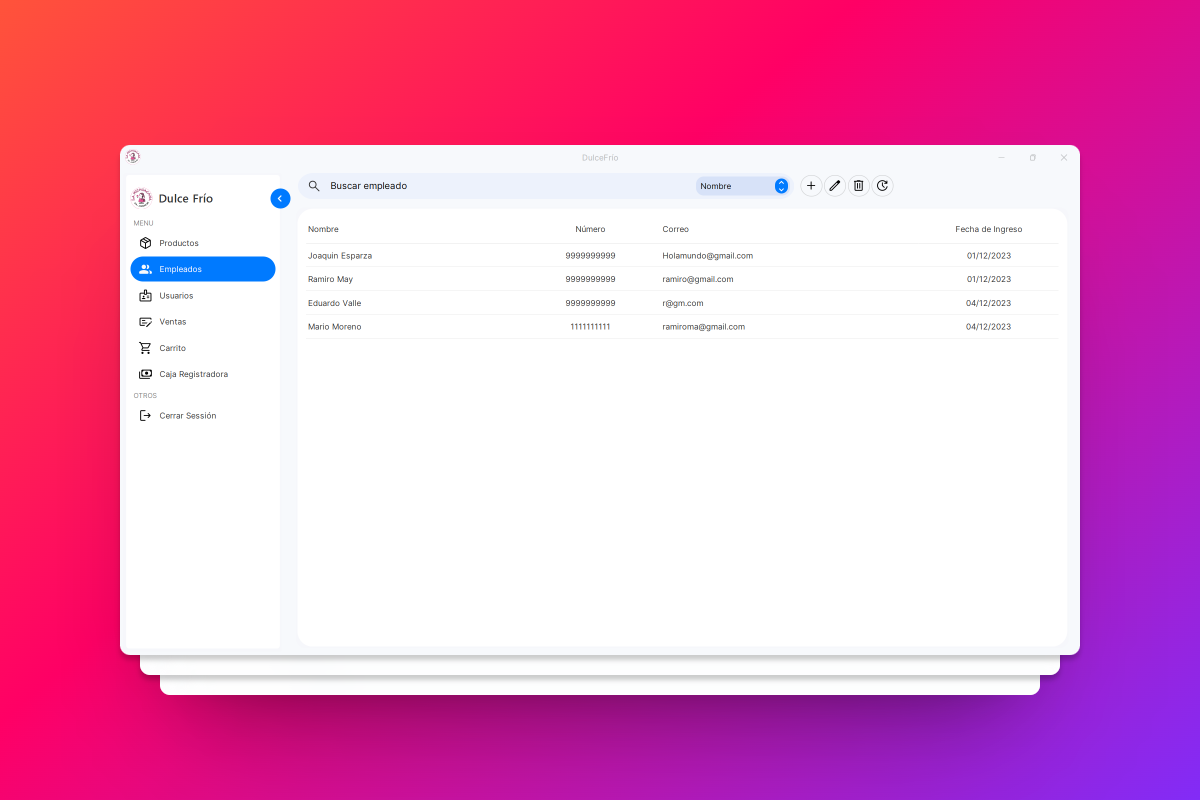 DulceFrío
Dulce Frío
MENU
Productos
Empleados
Usuarios
Ventas
Carrito
Caja Registradora
OTROS
Cerrar Sesión
Buscar empleado Nombre
Nombre Número Correo Fecha de Ingreso
Joaquin Esparza 9999999999 Holamundo@gmail.com 01/12/2023
Ramiro May 9999999999 ramiro@gmail.com 01/12/2023
Eduardo Valle 9999999999 r@gm.com 04/12/2023
Mario Moreno 1111111111 ramiroma@gmail.com 04/12/2023